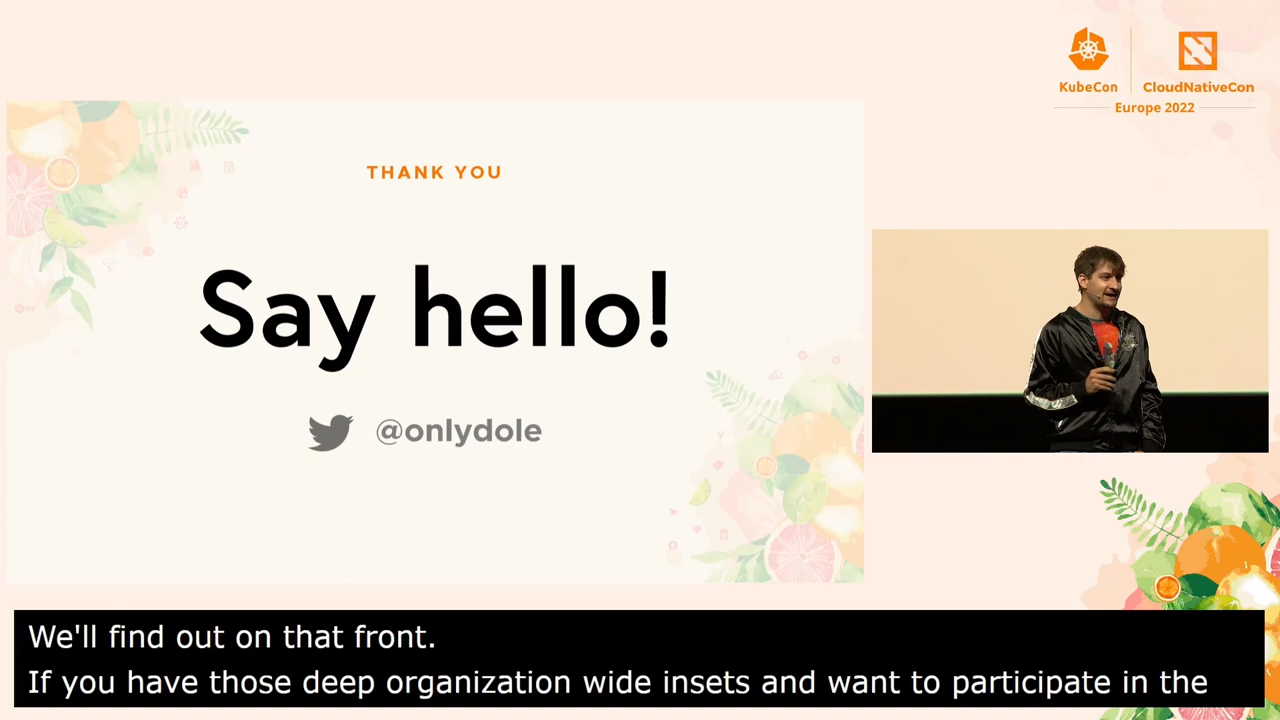 KubeCon
CloudNativeCon
Europe 2022
THANK YOU
Say hello!
@onlydole
We'll find out on that front.
If you have those deep organization wide insets and want to participate in the